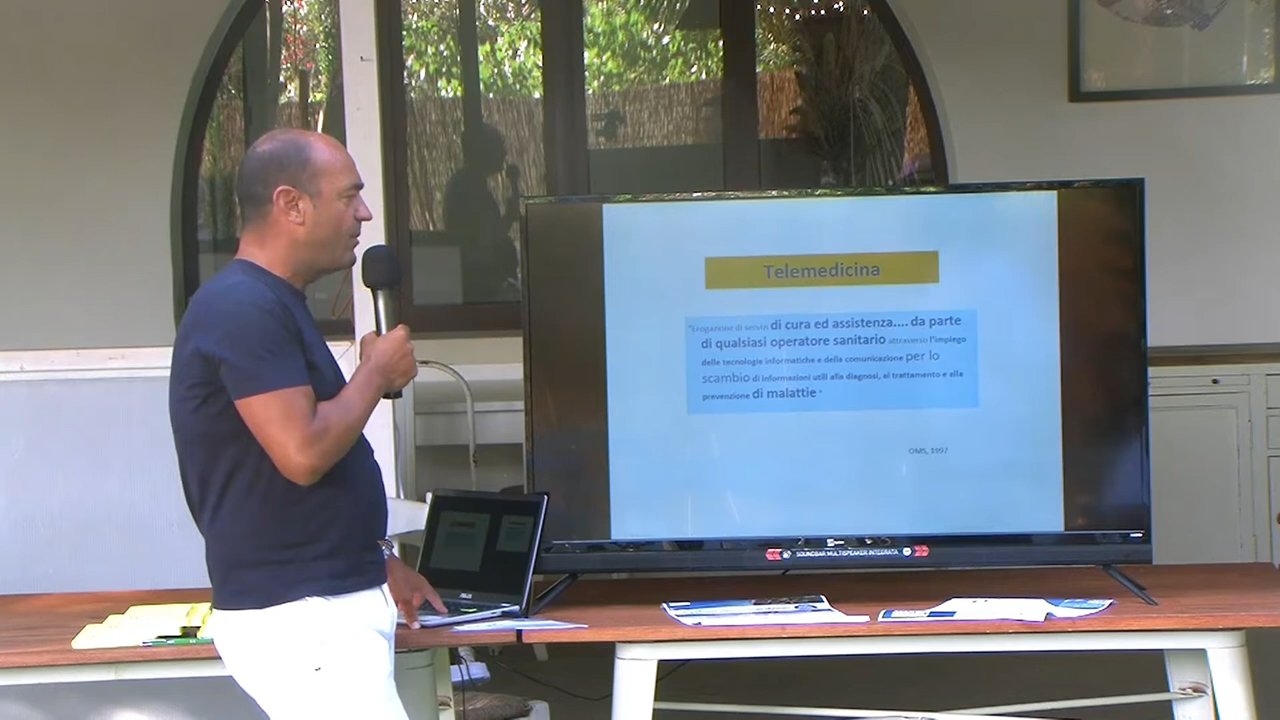 Telemedicina
"Erogazione di servizi di cura ed assistenza.... da parte
di qualsiasi operatore sanitario attraverso l'impiego
delle tecnologie informatiche e della comunicazione per lo
scambio di informazioni utili alla diagnosi, al trattamento e alla
prevenzione di malattie "
OMS, 1997
SOUNDBAR MULTISPEAKER INTEGRATA
ASUS